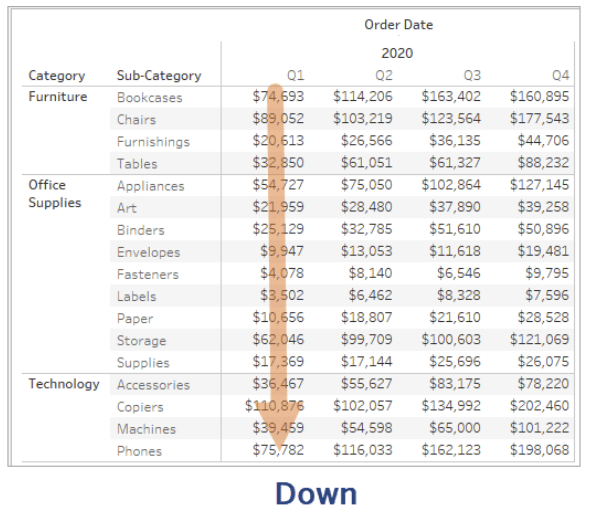 Order Date
2020
Category Sub-Category Q1 Q2 Q3 Q4
Furniture Bookcases $74,693 $114,206 $163,402 $160,895
Chairs $89,052 $103,219 $123,564 $177,543
Furnishings $20,613 $26,566 $36,135 $44,706
Tables $32,850 $61,051 $61,327 $88,232
Office Supplies Appliances $54,727 $75,050 $102,864 $127,145
Art $21,959 $28,480 $37,890 $39,258
Binders $25,129 $32,785 $51,610 $50,896
Envelopes $9,947 $13,053 $11,618 $19,481
Fasteners $4,078 $8,140 $6,546 $9,795
Labels $3,502 $6,462 $8,328 $7,596
Paper $10,656 $18,807 $21,610 $28,528
Storage $62,046 $99,709 $100,603 $121,069
Supplies $17,369 $17,144 $25,696 $26,075
Technology Accessories $36,467 $55,627 $83,175 $78,220
Copiers $110,876 $102,057 $134,992 $202,460
Machines $39,459 $54,598 $65,000 $101,222
Phones $75,782 $116,033 $162,123 $198,068
Down